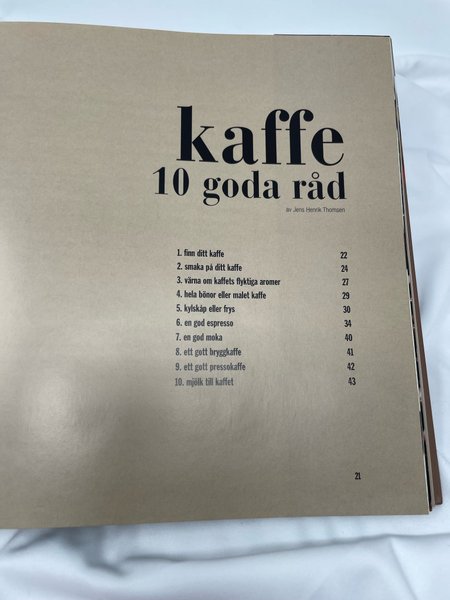 kaffe
10 goda råd
av Jens Henrik Thomsen
1. finn ditt kaffe 22
2. smaka på ditt kaffe 24
3. värna om kaffets flyktiga aromer 27
4. hela bönor eller malet kaffe 29
5. kylskåp eller frys 30
6. en god espresso 34
7. en god moka 40
8. ett gott bryggkaffe 41
9. ett gott pressokaffe 42
10. mjölk till kaffet 43
21